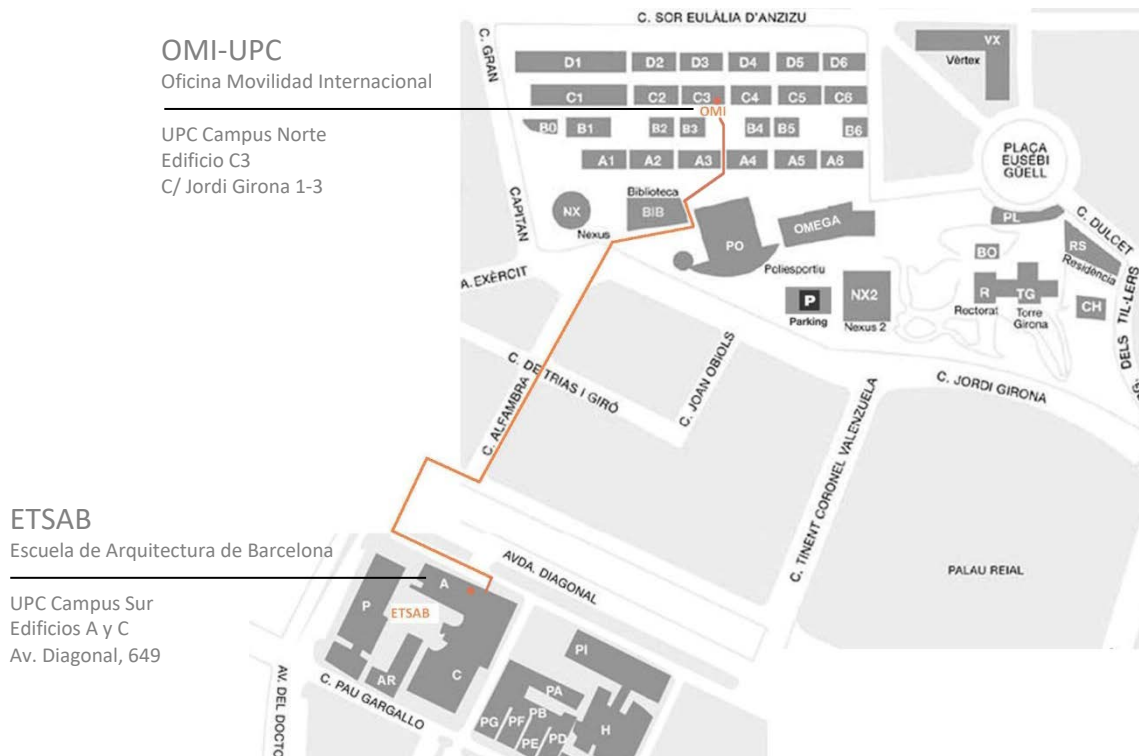 OMI-UPC
Oficina Movilidad Internacional
UPC Campus Norte
Edificio C3
C/ Jordi Girona 1-3
ETSAB
Escuela de Arquitectura de Barcelona
UPC Campus Sur
Edificios A y C
Av. Diagonal, 649
C. SOR EULÀLIA D'ANZIZU
C. GRAN
CAPITAN
D1 D2 D3 D4 D5 D6
C1 C2 C3 C4 C5 C6
OMI
B0 B1 B2 B3 B4 B5 B6
A1 A2 A3 A4 A5 A6
VX
Vèrtex
PLAÇA
EUSÉBI
GÜELL
Biblioteca
BIB
NX
Nexus
PO
Poliesportiu
OMEGA
PL
C. DULCET
RS
Residència
BO
R
Rectorat
TG
Torre
Girona
CH
DELS TIL·LERS
P
Parking
NX2
Nexus 2
A. EXÈRCIT
C. JORDI GIRONA
C. DE TRIAS I GIRÓ
C. JOAN OBIOLS
C. ALFAMBRA
C. TINENT CORONEL VALENZUELA
PALAU REIAL
AVDA. DIAGONAL
A
P
ETSAB
AR
C
C. PAU GARGALLO
AV. DEL DOCTO
PI
PA
PB
PG PF
PE PD
H